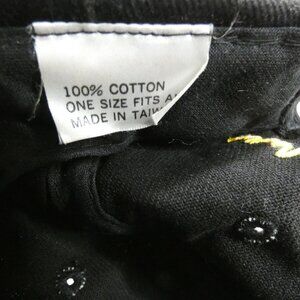 100% COTTON
ONE SIZE FITS A
MADE IN TAIW